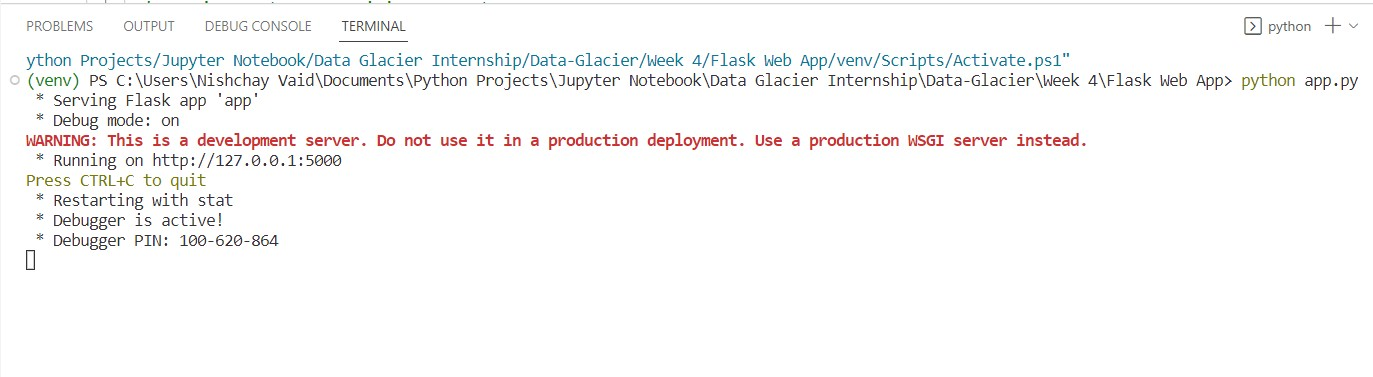 PROBLEMS OUTPUT DEBUG CONSOLE TERMINAL python
ython Projects/Jupyter Notebook/Data Glacier Internship/Data-Glacier/Week 4/Flask Web App/venv/Scripts/Activate.ps1"
(venv) PS C:\Users\Nishchay Vaid\Documents\Python Projects\Jupyter Notebook\Data Glacier Internship\Data-Glacier\Week 4\Flask Web App> python app.py
* Serving Flask app 'app'
* Debug mode: on
WARNING: This is a development server. Do not use it in a production deployment. Use a production WSGI server instead.
* Running on http://127.0.0.1:5000
Press CTRL+C to quit
* Restarting with stat
* Debugger is active!
* Debugger PIN: 100-620-864